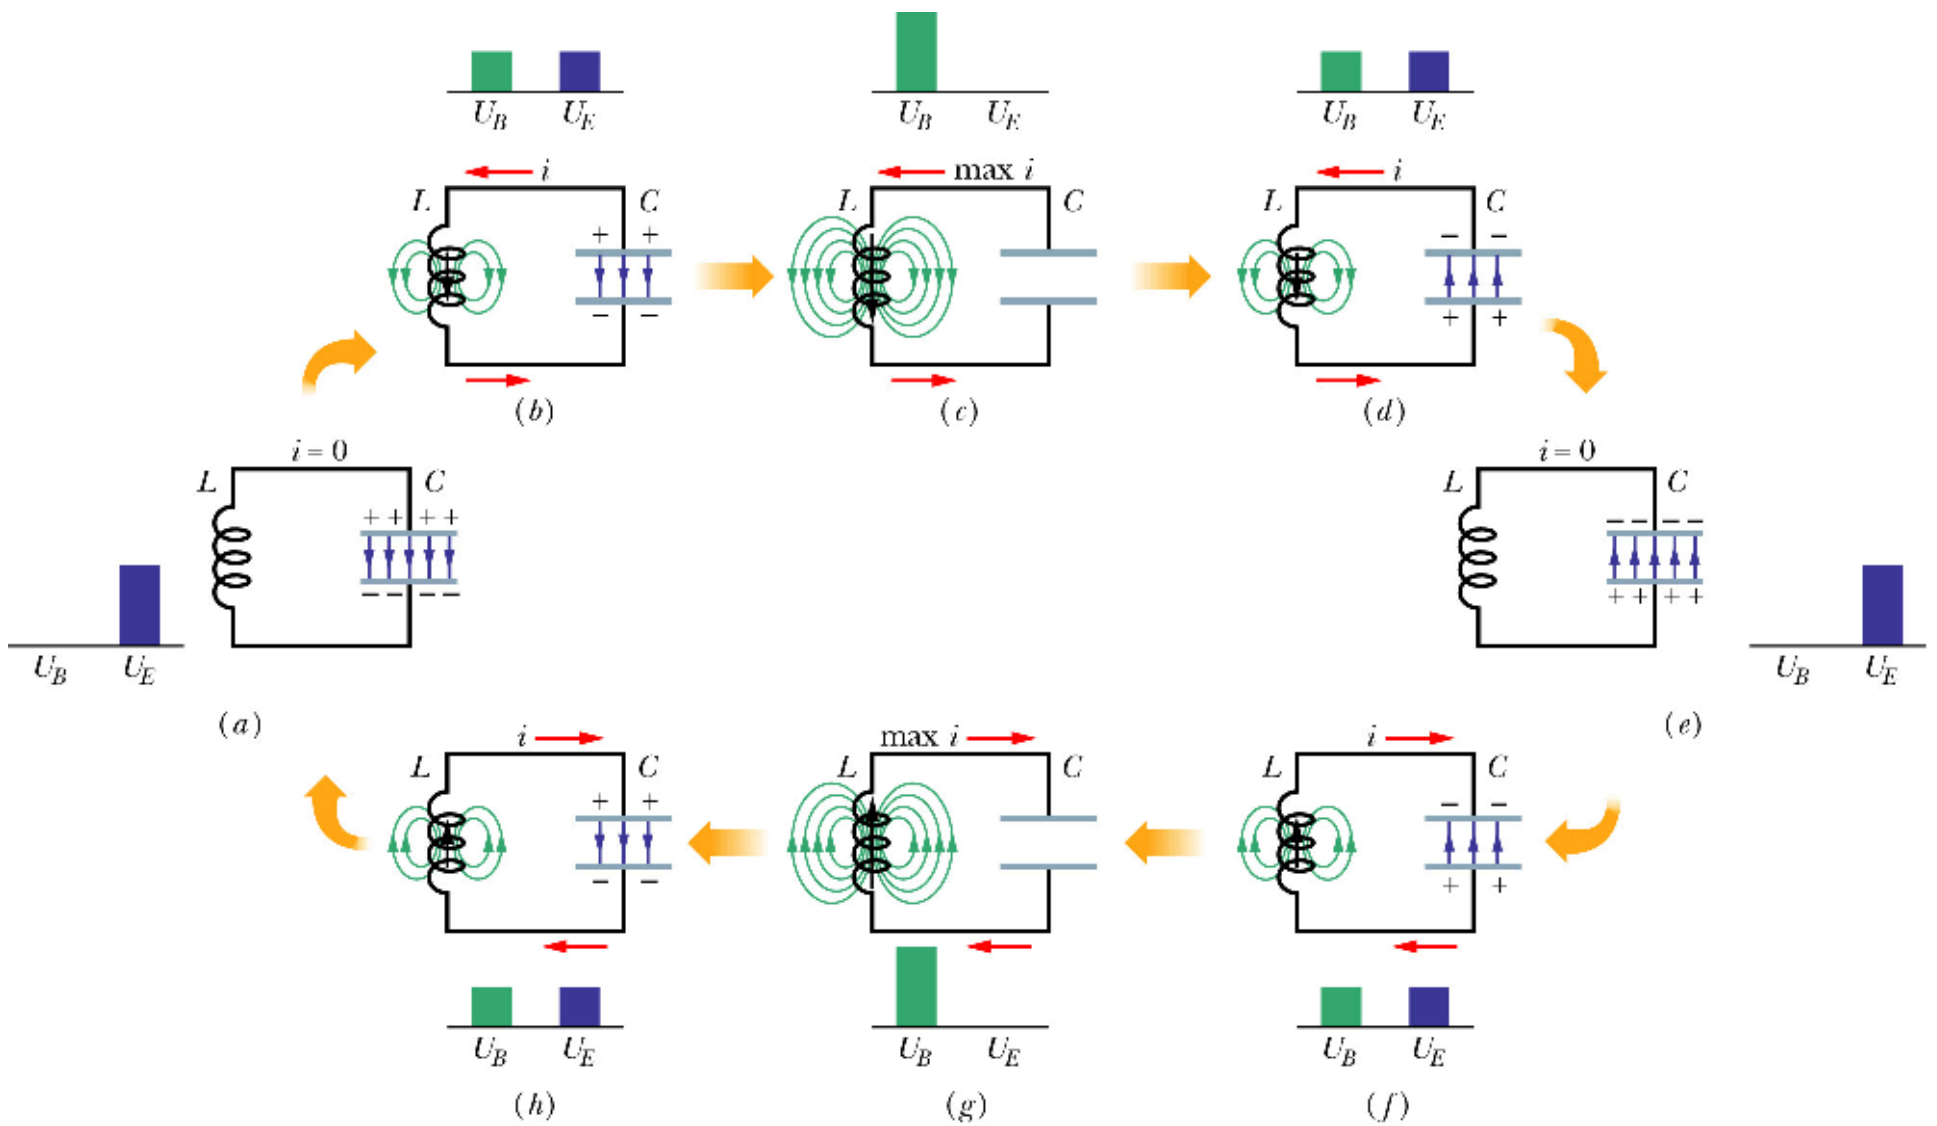 U_B U_E
U_B U_E
U_B U_E
i
max i
i
L C
L C
L C
+ +
− −
− −
+ +
(b)
(c)
(d)
i = 0
i = 0
L C
L C
+ + + +
− − − −
− − − −
+ + + +
U_B U_E
U_B U_E
(a)
(e)
i
max i
i
L C
L C
L C
+ +
− −
− −
+ +
U_B U_E
U_B U_E
U_B U_E
(h)
(g)
(f)